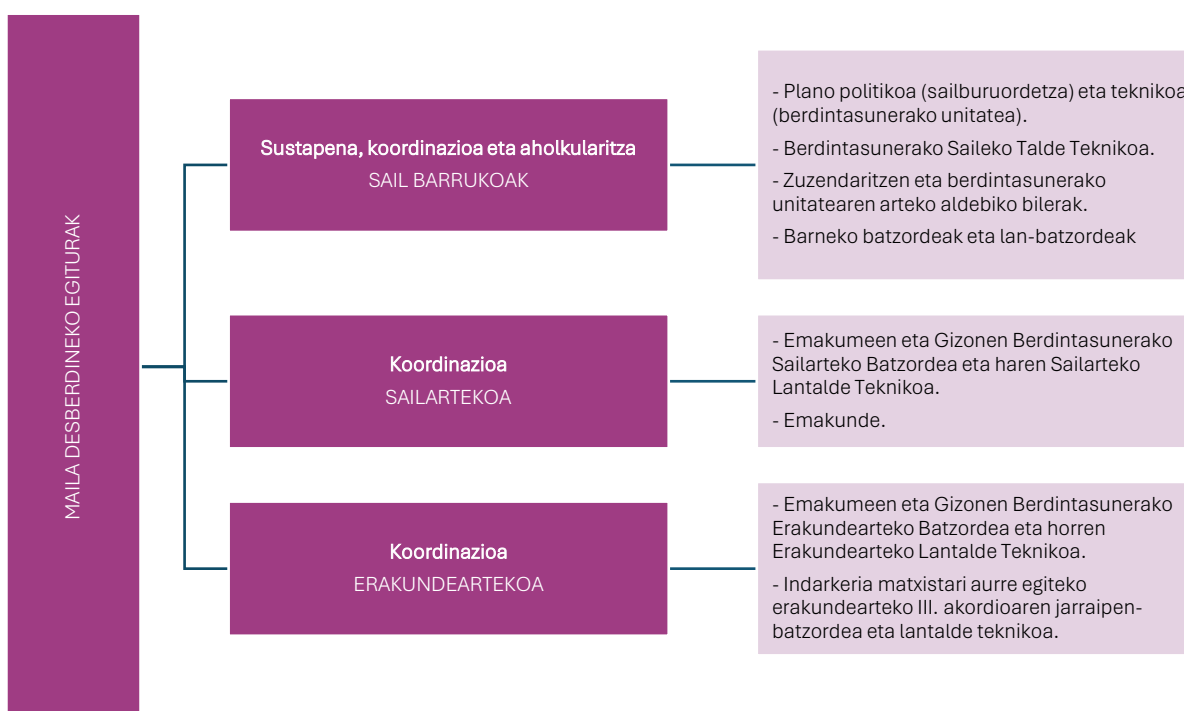 MAILA DESBERDINEKO EGITURAK
Sustapena, koordinazioa eta aholkularitza
SAIL BARRUKOAK
- Plano politikoa (sailburuordetza) eta teknikoa
(berdintasunerako unitatea).
- Berdintasunerako Saileko Talde Teknikoa.
- Zuzendaritzen eta berdintasunerako
unitatearen arteko aldebiko bilerak.
- Barneko batzordeak eta lan-batzordeak
Koordinazioa
SAILARTEKOA
- Emakumeen eta Gizonen Berdintasunerako
Sailarteko Batzordea eta haren Sailarteko
Lantalde Teknikoa.
- Emakunde.
Koordinazioa
ERAKUNDEARTEKOA
- Emakumeen eta Gizonen Berdintasunerako
Erakundearteko Batzordea eta horren
Erakundearteko Lantalde Teknikoa.
- Indarkeria matxistari aurre egiteko
erakundearteko III. akordioaren jarraipen-
batzordea eta lantalde teknikoa.